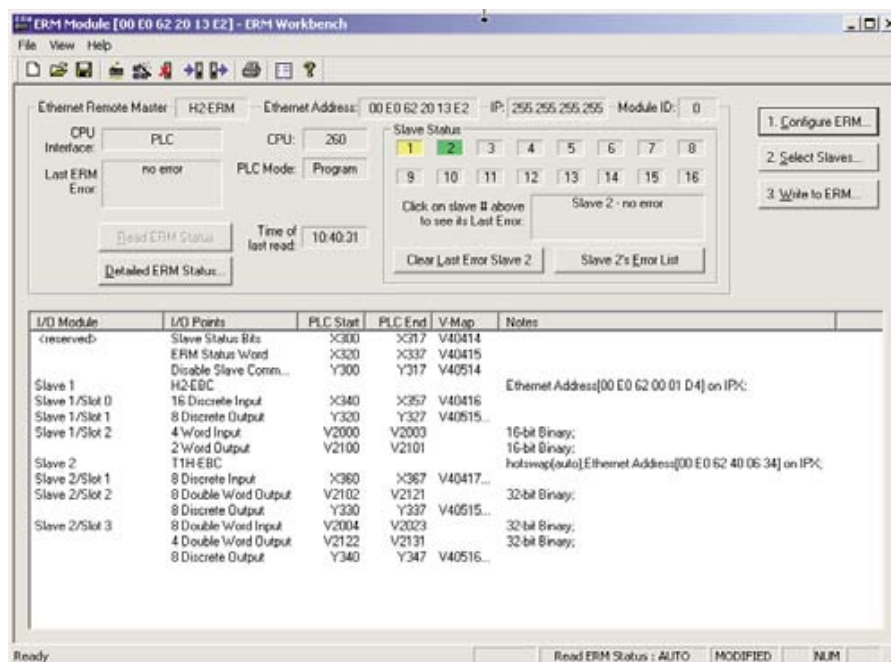 ERM Module [00 E0 62 20 13 E2] - ERM Workbench
File View Help
Ethernet Remote Master H2-ERM Ethernet Address: 00 E0 62 20 13 E2 IP: 255.255.255.255 Module ID: 0
CPU Interface: PLC CPU: 260
Last ERM Error: no error PLC Mode: Program
Read ERM Status Time of last read: 10:40:31
Detailed ERM Status...
Slave Status
1 2 3 4 5 6 7 8
9 10 11 12 13 14 15 16
Click on slave # above to see its Last Error: Slave 2 - no error
Clear Last Error Slave 2 Slave 2's Error List
1. Configure ERM...
2. Select Slaves...
3. Write to ERM...
I/O Module I/O Points PLC Start PLC End V-Map Notes
<reserved> Slave Status Bits X300 X317 V40414
ERM Status Word X320 X337 V40415
Disable Slave Comm... Y300 Y317 V40514
Slave 1 H2-EBC Ethernet Address[00 E0 62 00 01 D4] on IPX;
Slave 1/Slot 0 16 Discrete Input X340 X357 V40416
Slave 1/Slot 1 8 Discrete Output Y320 Y327 V40515...
Slave 1/Slot 2 4 Word Input V2000 V2003 16-bit Binary;
2 Word Output V2100 V2101 16-bit Binary;
Slave 2 T1H-EBC hotswap[auto],Ethernet Address[00 E0 62 40 06 34] on IPX;
Slave 2/Slot 1 8 Discrete Input X360 X367 V40417...
Slave 2/Slot 2 8 Double Word Output V2102 V2121 32-bit Binary;
8 Discrete Output Y330 Y337 V40515...
Slave 2/Slot 3 8 Double Word Input V2004 V2023 32-bit Binary;
4 Double Word Output V2122 V2131 32-bit Binary;
8 Discrete Output Y340 Y347 V40516...
Ready Read ERM Status : AUTO MODIFIED NUM